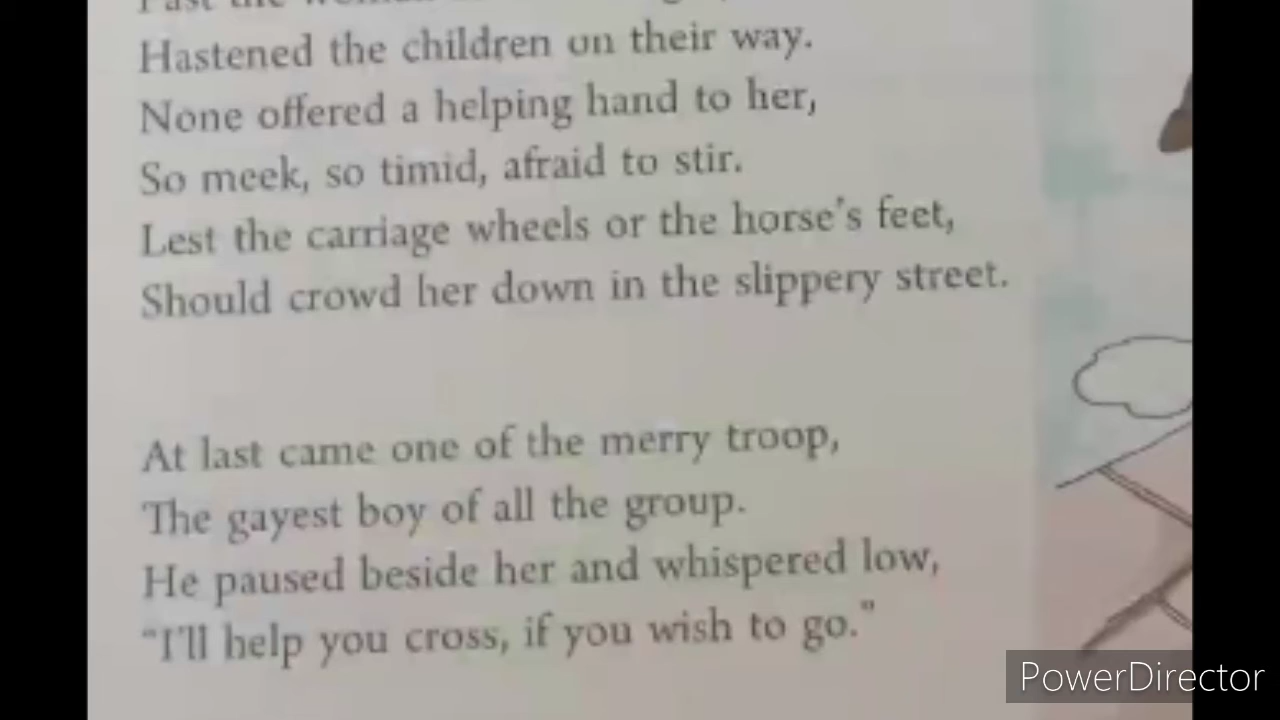 Hastened the children on their way.
None offered a helping hand to her,
So meek, so timid, afraid to stir.
Lest the carriage wheels or the horse's feet,
Should crowd her down in the slippery street.
At last came one of the merry troop,
The gayest boy of all the group.
He paused beside her and whispered low,
“I'll help you cross, if you wish to go.”
PowerDirector